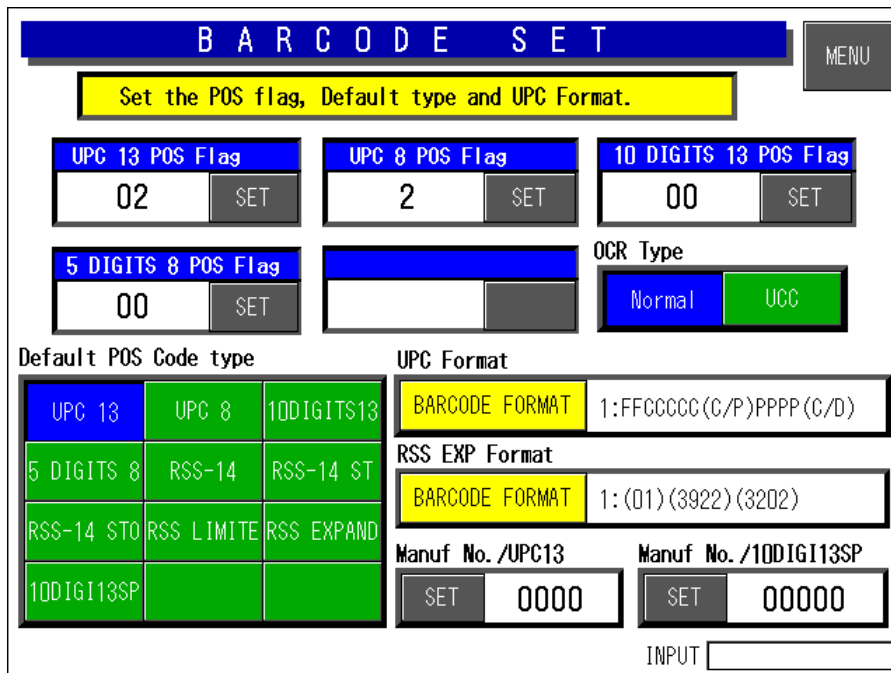 BARCODE SET
MENU
Set the POS flag, Default type and UPC Format.
UPC 13 POS Flag
02 SET
UPC 8 POS Flag
2 SET
10 DIGITS 13 POS Flag
00 SET
5 DIGITS 8 POS Flag
00 SET
OCR Type
Normal UCC
Default POS Code type
UPC 13 UPC 8 10DIGITS13
5 DIGITS 8 RSS-14 RSS-14 ST
RSS-14 STO RSS LIMITE RSS EXPAND
10DIGI13SP
UPC Format
BARCODE FORMAT 1:FFCCCCC(C/P)PPPP(C/D)
RSS EXP Format
BARCODE FORMAT 1:(01)(3922)(3202)
Manuf No./UPC13
SET 0000
Manuf No./10DIGI13SP
SET 00000
INPUT